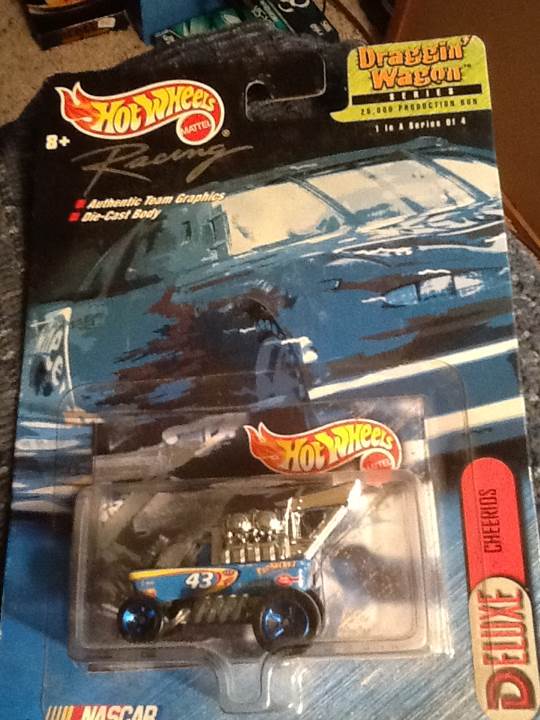 Draggin'
Wagon™
SERIES
25,000 PRODUCTION RUN
1 In A Series Of 4
HOT WHEELS
MATTEL
8+
Racing®
Authentic Team Graphics
Die-Cast Body
HOT WHEELS
MATTEL
43
CHEERIOS
DELUXE
NASCAR